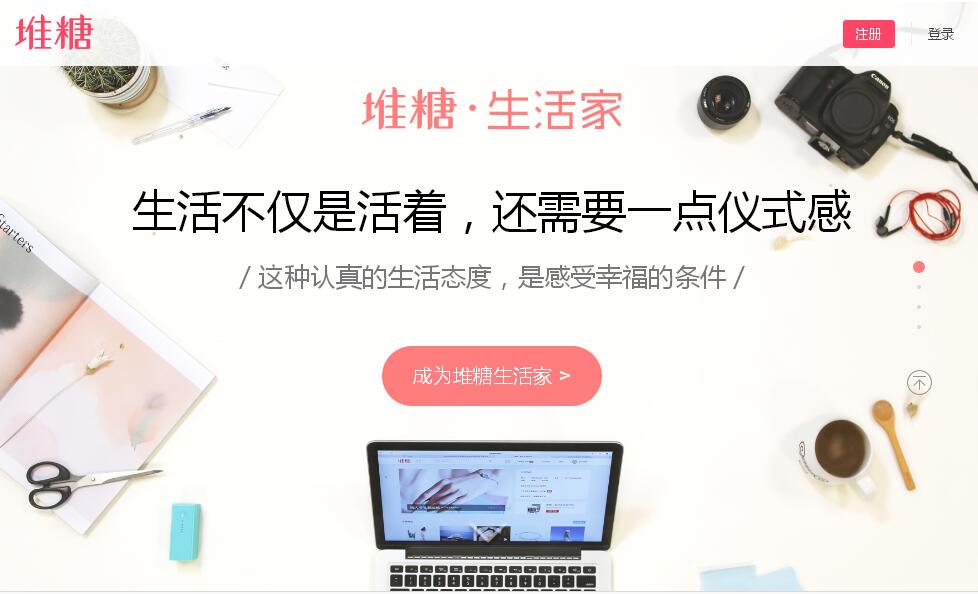 堆糖
注册
登录
堆糖·生活家
Canon
生活不仅是活着，还需要一点仪式感
/ 这种认真的生活态度，是感受幸福的条件 /
Starters
成为堆糖生活家 >
堆糖